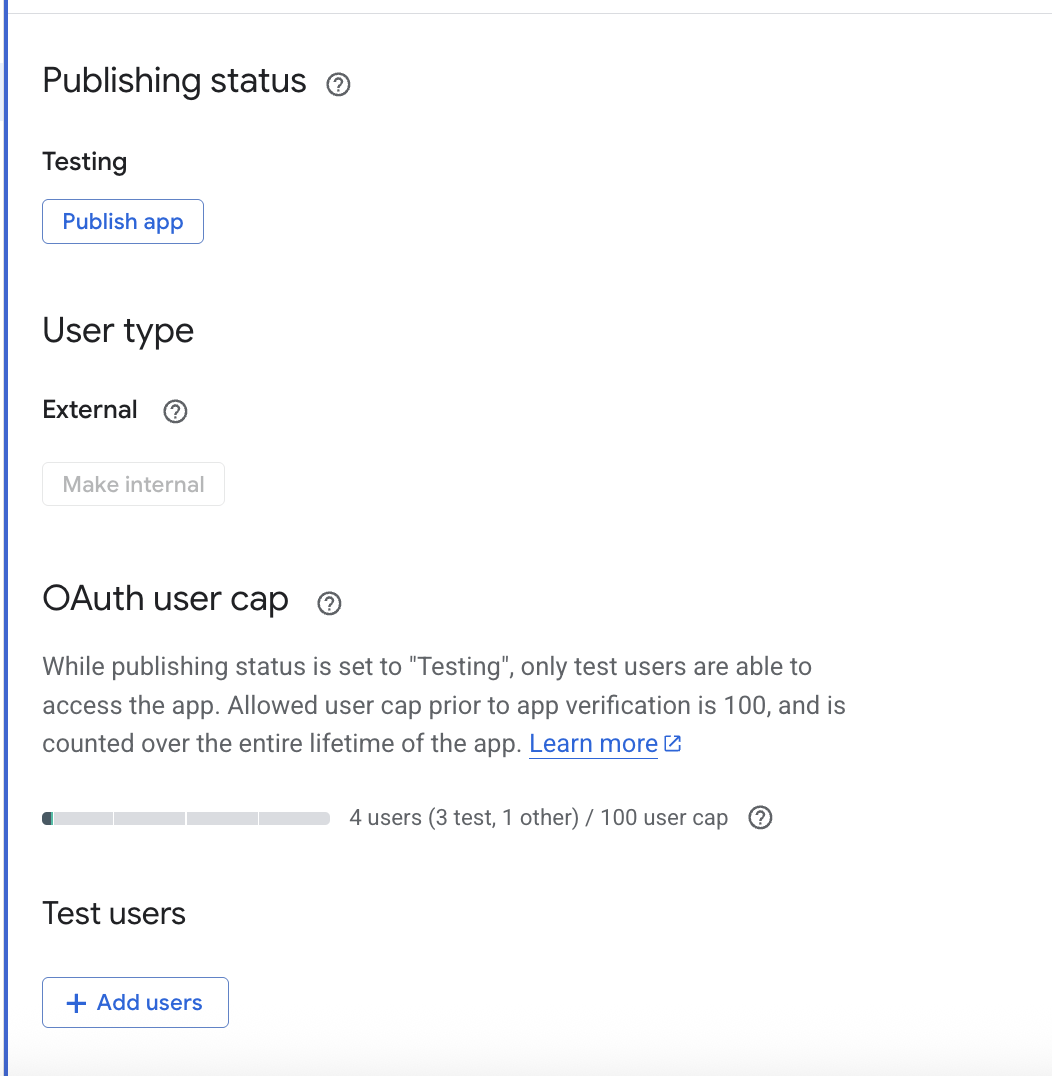 Publishing status
Testing
Publish app
User type
External
Make internal
OAuth user cap
While publishing status is set to "Testing", only test users are able to
access the app. Allowed user cap prior to app verification is 100, and is
counted over the entire lifetime of the app. Learn more
4 users (3 test, 1 other) / 100 user cap
Test users
+ Add users